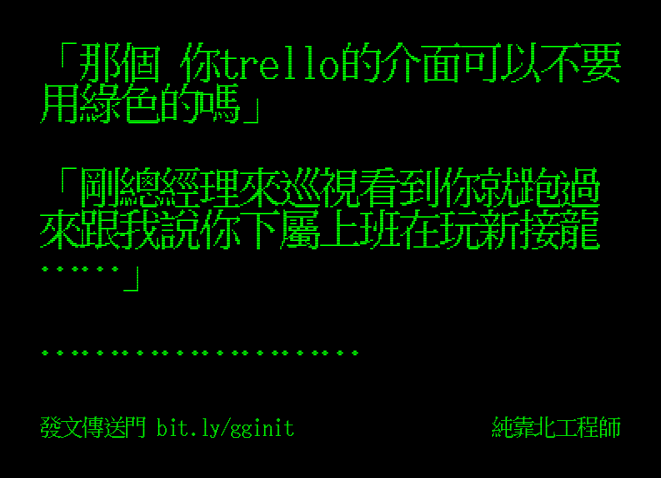 「那個 你trello的介面可以不要
用綠色的嗎」
「剛總經理來巡視看到你就跑過
來跟我說你下屬上班在玩新接龍
⋯⋯」
⋯⋯⋯⋯⋯⋯⋯⋯
發文傳送門 bit.ly/gginit
純靠北工程師